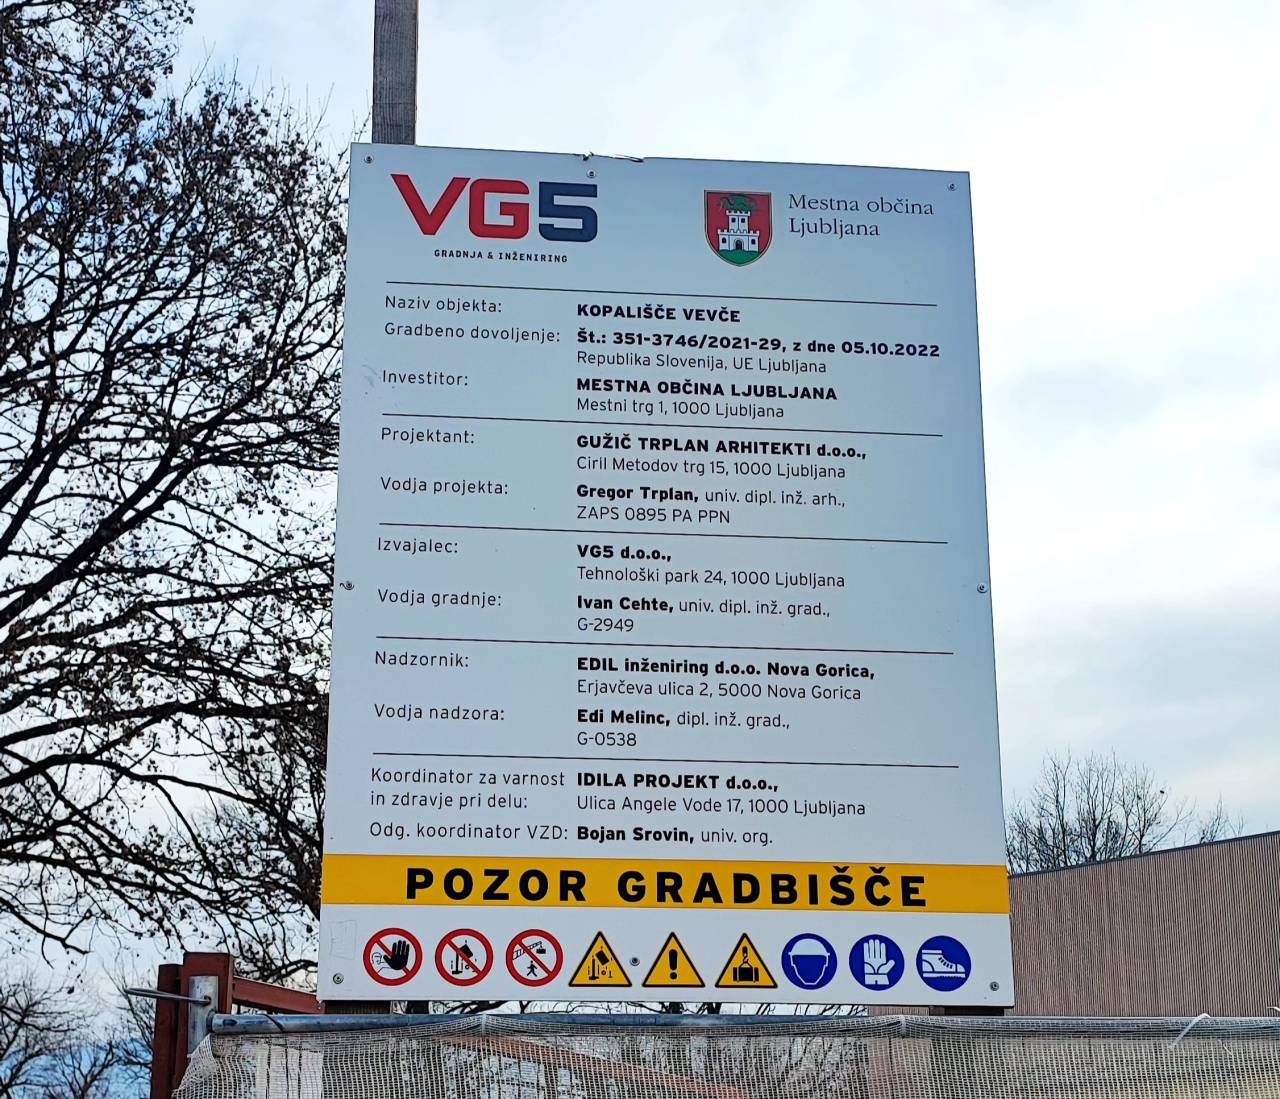 VG5
GRADNJA & INŽENIRING
Mestna občina
Ljubljana
Naziv objekta: KOPALIŠČE VEVČE
Gradbeno dovoljenje: Št.: 351-3746/2021-29, z dne 05.10.2022
Republika Slovenija, UE Ljubljana
Investitor: MESTNA OBČINA LJUBLJANA
Mestni trg 1, 1000 Ljubljana
Projektant: GUŽIČ TRPLAN ARHITEKTI d.o.o.,
Ciril Metodov trg 15, 1000 Ljubljana
Vodja projekta: Gregor Trplan, univ. dipl. inž. arh.,
ZAPS 0895 PA PPN
Izvajalec: VG5 d.o.o.,
Tehnološki park 24, 1000 Ljubljana
Vodja gradnje: Ivan Cehte, univ. dipl. inž. grad.,
G-2949
Nadzornik: EDIL inženiring d.o.o. Nova Gorica,
Erjavčeva ulica 2, 5000 Nova Gorica
Vodja nadzora: Edi Melinc, dipl. inž. grad.,
G-0538
Koordinator za varnost IDILA PROJEKT d.o.o.,
in zdravje pri delu: Ulica Angele Vode 17, 1000 Ljubljana
Odg. koordinator VZD: Bojan Srovin, univ. org.
POZOR GRADBIŠČE